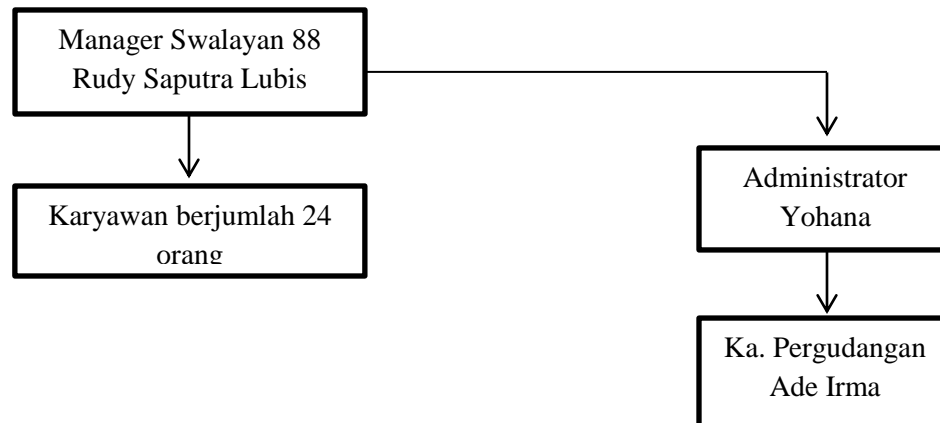 Manager Swalayan 88
Rudy Saputra Lubis
Karyawan berjumlah 24
orang
Administrator
Yohana
Ka. Pergudangan
Ade Irma